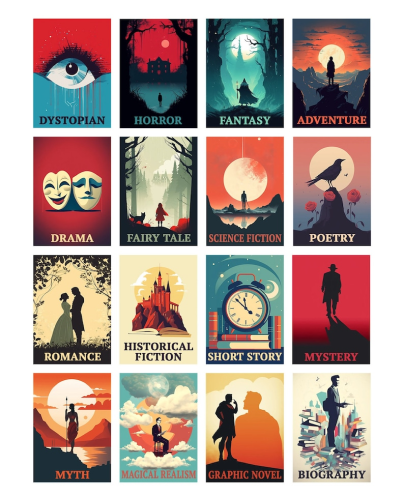 DYSTOPIAN
HORROR
FANTASY
ADVENTURE
DRAMA
FAIRY TALE
SCIENCE FICTION
POETRY
ROMANCE
HISTORICAL
FICTION
SHORT STORY
MYSTERY
MYTH
MAGICAL REALISM
GRAPHIC NOVEL
BIOGRAPHY